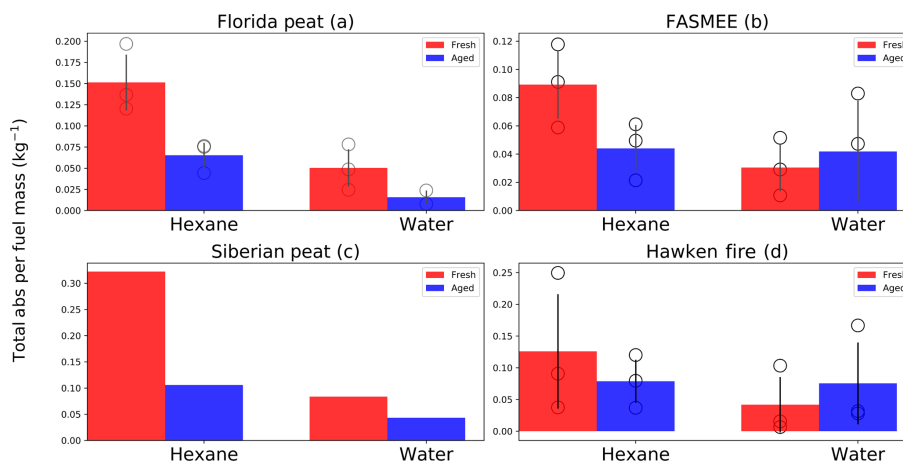 Florida peat (a)
0.200
0.175
0.150
0.125
0.100
0.075
0.050
0.025
0.000
Fresh
Aged
Hexane
Water
FASMEE (b)
0.12
0.10
0.08
0.06
0.04
0.02
0.00
Fresh
Aged
Hexane
Water
Total abs per fuel mass (kg⁻¹)
Siberian peat (c)
0.30
0.25
0.20
0.15
0.10
0.05
0.00
Fresh
Aged
Hexane
Water
Hawken fire (d)
0.25
0.20
0.15
0.10
0.05
0.00
Fresh
Aged
Hexane
Water